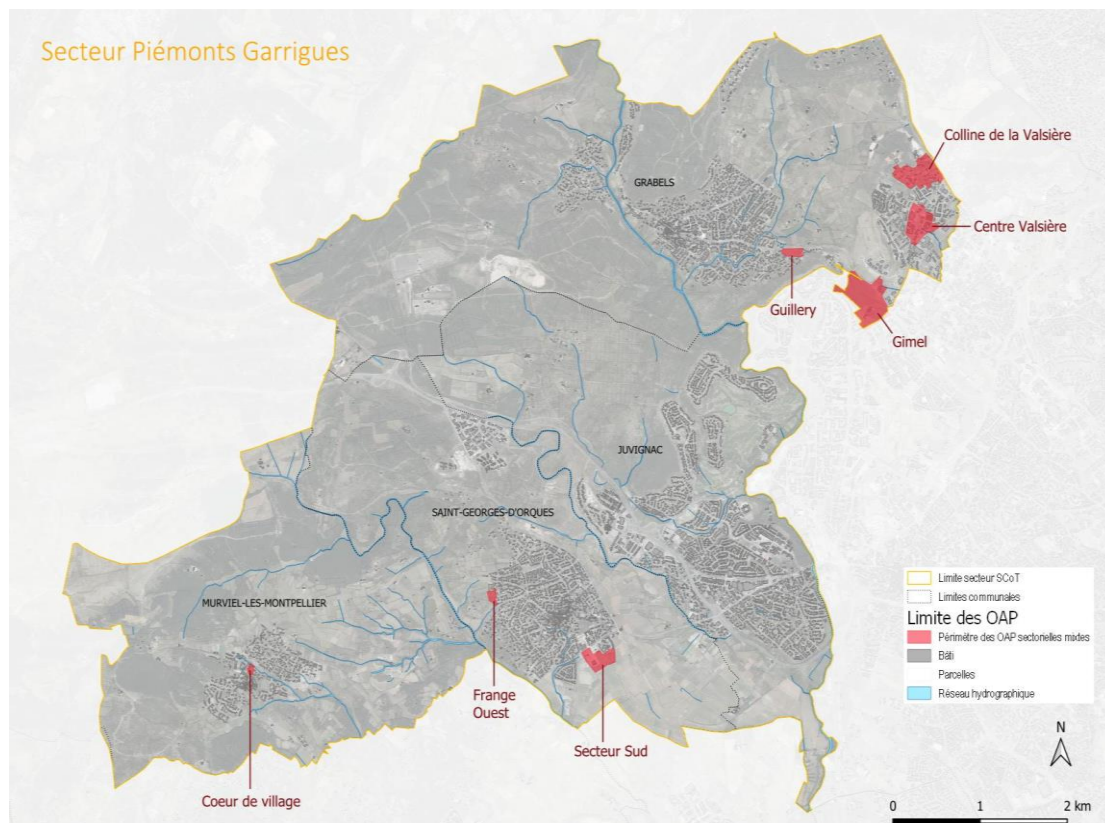 Secteur Piémonts Garrigues
Colline de la Valsière
GRABELS
Centre Valsière
Guillery
Gimel
JUVIGNAC
SAINT-GEORGES-D'ORQUES
MURVIEL-LES-MONTPELLIER
Frange
Ouest
Secteur Sud
Coeur de village
Limite secteur SCoT
Limites communales
Limite des OAP
Périmètre des OAP sectorielles mixtes
Bâti
Parcelles
Réseau hydrographique
N
0 1 2 km